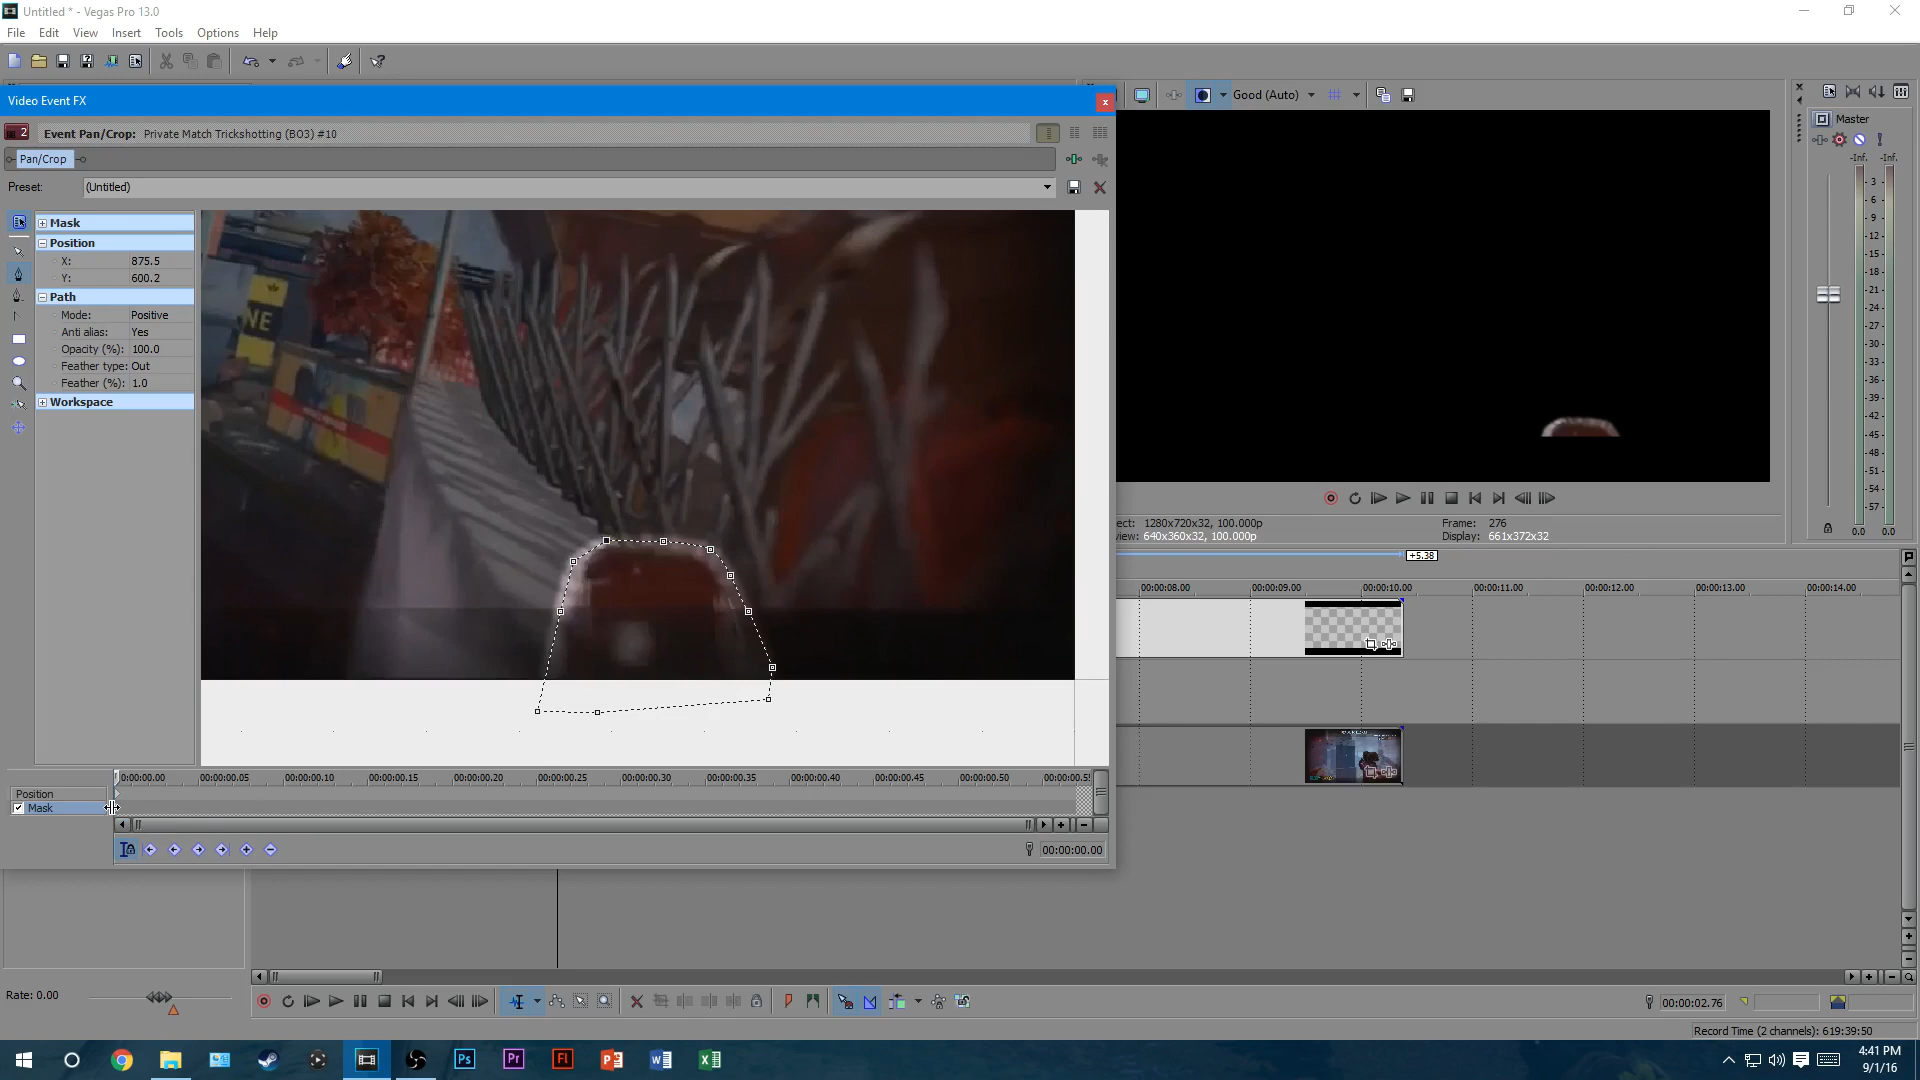 Untitled * - Vegas Pro 13.0
File Edit View Insert Tools Options Help
Video Event FX
Good (Auto)
Master
2 Event Pan/Crop: Private Match Trickshotting (BO3) #10
Pan/Crop
Preset: (Untitled)
Mask
Position
X: 875.5
Y: 600.2
Path
Mode: Positive
Anti alias: Yes
Opacity (%): 100.0
Feather type: Out
Feather (%): 1.0
Workspace
NE
-Inf. -Inf.
3
6
9
12
15
18
21
24
27
30
33
36
39
42
45
48
51
54
57
0.0 0.0
ect: 1280x720x32, 100.000p Frame: 276
iew: 640x360x32, 100.000p Display: 661x372x32
+5.38
00:00:08.00 00:00:09.00 00:00:10.00 00:00:11.00 00:00:12.00 00:00:13.00 00:00:14.00
0:00:00.00 00:00:00.05 00:00:00.10 00:00:00.15 00:00:00.20 00:00:00.25 00:00:00.30 00:00:00.35 00:00:00.40 00:00:00.45 00:00:00.50 00:00:00.55
Position
Mask
00:00:00.00
Rate: 0.00
00:00:02.76
Record Time (2 channels): 619:39:50
Ps Pr Fl
4:41 PM
9/1/16